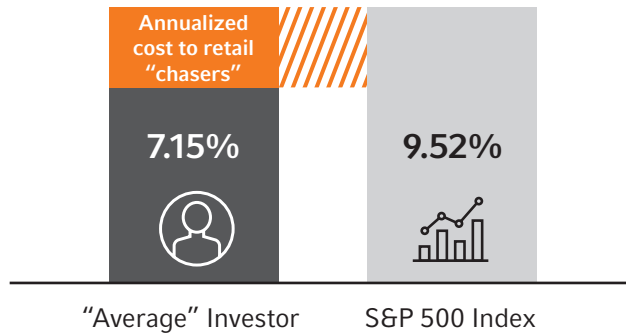 Annualized
cost to retail
“chasers”
7.15%
9.52%
“Average” Investor
S&P 500 Index